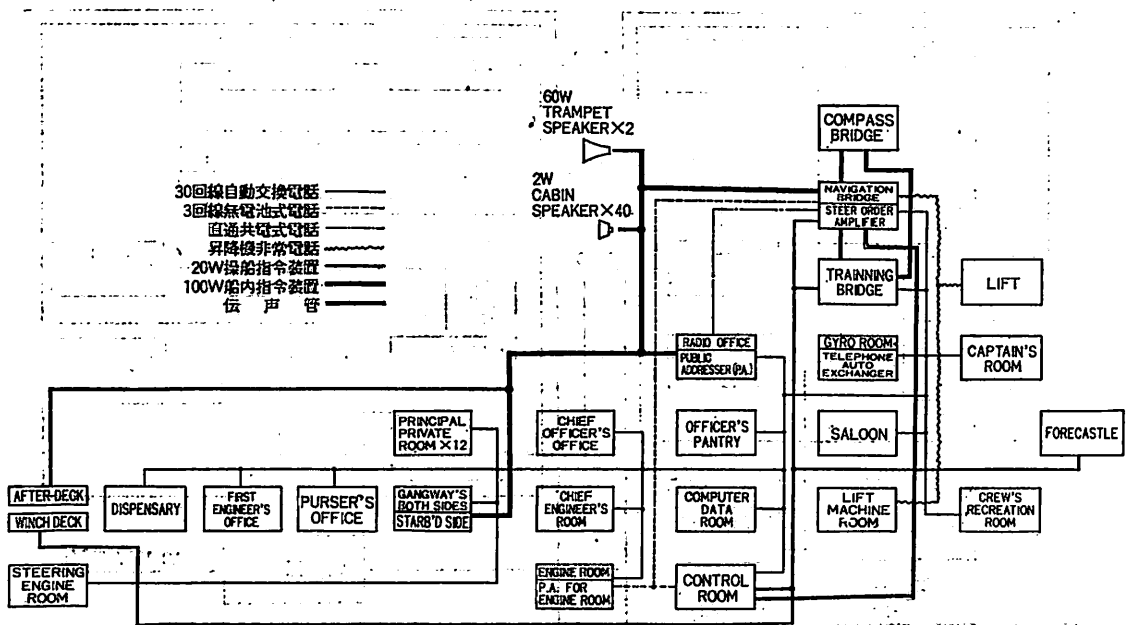 60W
TRAMPET
SPEAKER×2
2W
CABIN
SPEAKER×40
30回線自動交換電話
3回線無電池式電話
直通共電式電話
昇降機非常電話
20W操船指令装置
100W船内指令装置
伝声管
COMPASS
BRIDGE
NAVIGATION
BRIDGE
STEER ORDER
AMPLIFIER
TRAINNING
BRIDGE
LIFT
RADIO OFFICE
PUBLIC
ADDRESSER (P.A.)
GYRO ROOM
TELEPHONE
AUTO
EXCHANGER
CAPTAIN'S
ROOM
PRINCIPAL
PRIVATE
ROOM×12
CHIEF
OFFICER'S
OFFICE
OFFICER'S
PANTRY
SALOON
FORECASTLE
AFTER-DECK
WINCH DECK
DISPENSARY
FRST
ENGINEER'S
OFFICE
PURSER'S
OFFICE
GANGWAY'S
BOTH SIDES
STARB'D SIDE
CHIEF
ENGINEER'S
ROOM
COMPUTER
DATA
ROOM
LIFT
MACHINE
ROOM
CREW'S
RECREATION
ROOM
STEERING
ENGINE
ROOM
ENGINE ROOM
P.A. FOR
ENGINE ROOM
CONTROL
ROOM